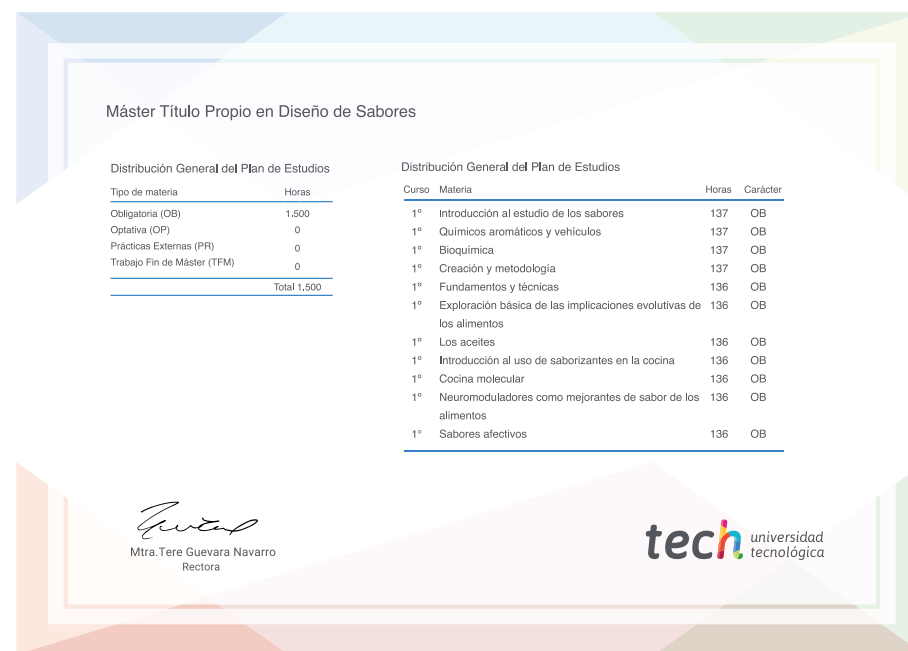 Máster Título Propio en Diseño de Sabores
Distribución General del Plan de Estudios
Tipo de materia Horas
Obligatoria (OB) 1.500
Optativa (OP) 0
Prácticas Externas (PR) 0
Trabajo Fin de Máster (TFM) 0
Total 1.500
Distribución General del Plan de Estudios
Curso Materia Horas Carácter
1º Introducción al estudio de los sabores 137 OB
1º Químicos aromáticos y vehículos 137 OB
1º Bioquímica 137 OB
1º Creación y metodología 137 OB
1º Fundamentos y técnicas 136 OB
1º Exploración básica de las implicaciones evolutivas de 136 OB
los alimentos
1º Los aceites 136 OB
1º Introducción al uso de saborizantes en la cocina 136 OB
1º Cocina molecular 136 OB
1º Neuromoduladores como mejorantes de sabor de los 136 OB
alimentos
1º Sabores afectivos 136 OB
Mtra.Tere Guevara Navarro
Rectora
tech universidad
tecnológica